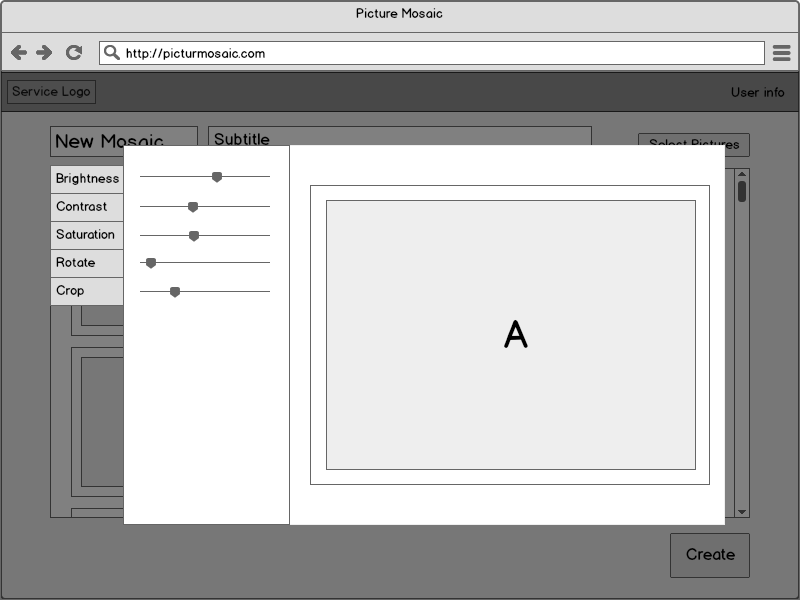 Picture Mosaic
http://picturmosaic.com
Service Logo
User info
New Mosaic
Subtitle
Select Pictures
Brightness
Contrast
Saturation
Rotate
Crop
A
Create